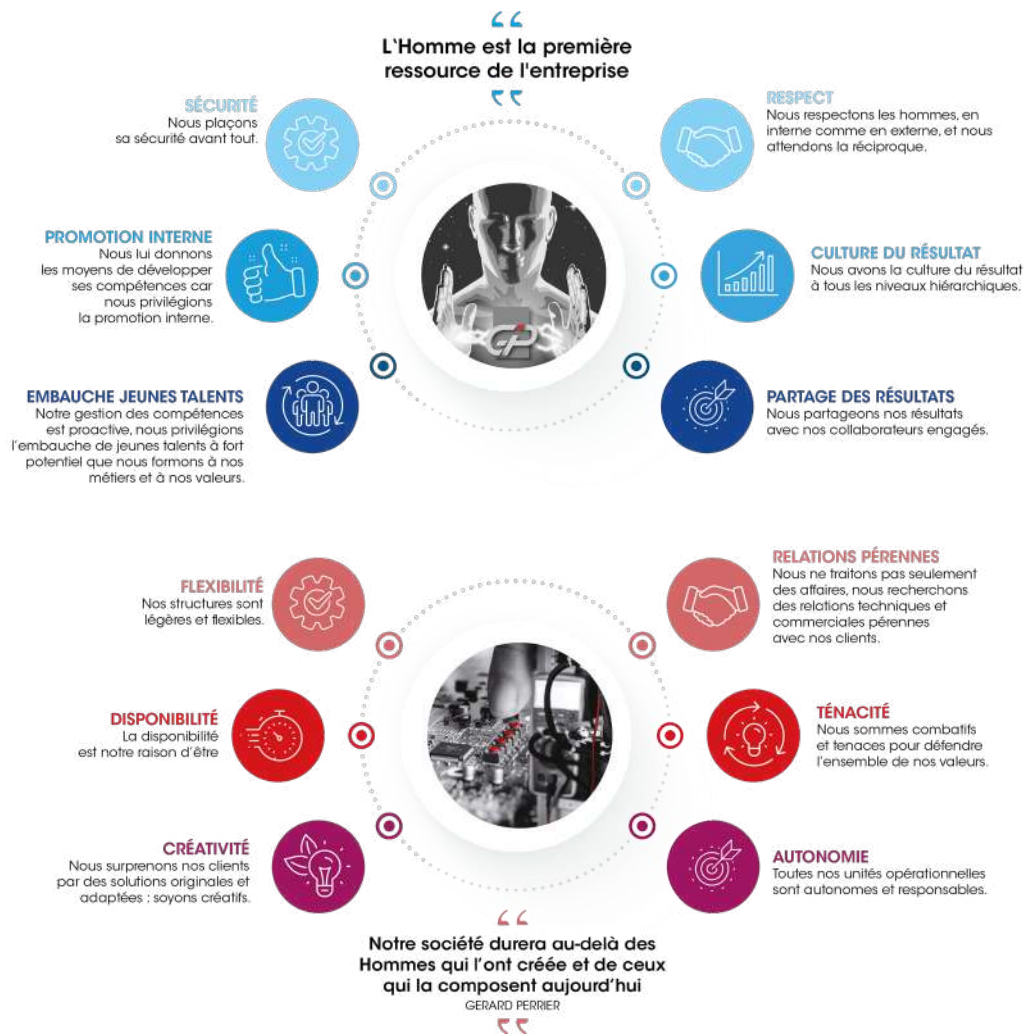 L'Homme est la première
ressource de l'entreprise
SÉCURITÉ
Nous plaçons
sa sécurité avant tout.
RESPECT
Nous respectons les hommes, en
interne comme en externe, et nous
attendons la réciproque.
PROMOTION INTERNE
Nous lui donnons
les moyens de développer
ses compétences car
nous privilégions
la promotion interne.
CULTURE DU RÉSULTAT
Nous avons la culture du résultat
à tous les niveaux hiérarchiques.
GP
EMBAUCHE JEUNES TALENTS
Notre gestion des compétences
est proactive, nous privilégions
l'embauche de jeunes talents à fort
potentiel que nous formons à nos
métiers et à nos valeurs.
PARTAGE DES RÉSULTATS
Nous partageons nos résultats
avec nos collaborateurs engagés.
FLEXIBILITÉ
Nos structures sont
légères et flexibles.
RELATIONS PÉRENNES
Nous ne traitons pas seulement
des affaires, nous recherchons
des relations techniques et
commerciales pérennes
avec nos clients.
DISPONIBILITÉ
La disponibilité
est notre raison d'être
TÉNACITÉ
Nous sommes combatifs
et tenaces pour défendre
l'ensemble de nos valeurs.
CRÉATIVITÉ
Nous surprenons nos clients
par des solutions originales et
adaptées : soyons créatifs.
AUTONOMIE
Toutes nos unités opérationnelles
sont autonomes et responsables.
Notre société durera au-delà des
Hommes qui l'ont créée et de ceux
qui la composent aujourd'hui
GERARD PERRIER